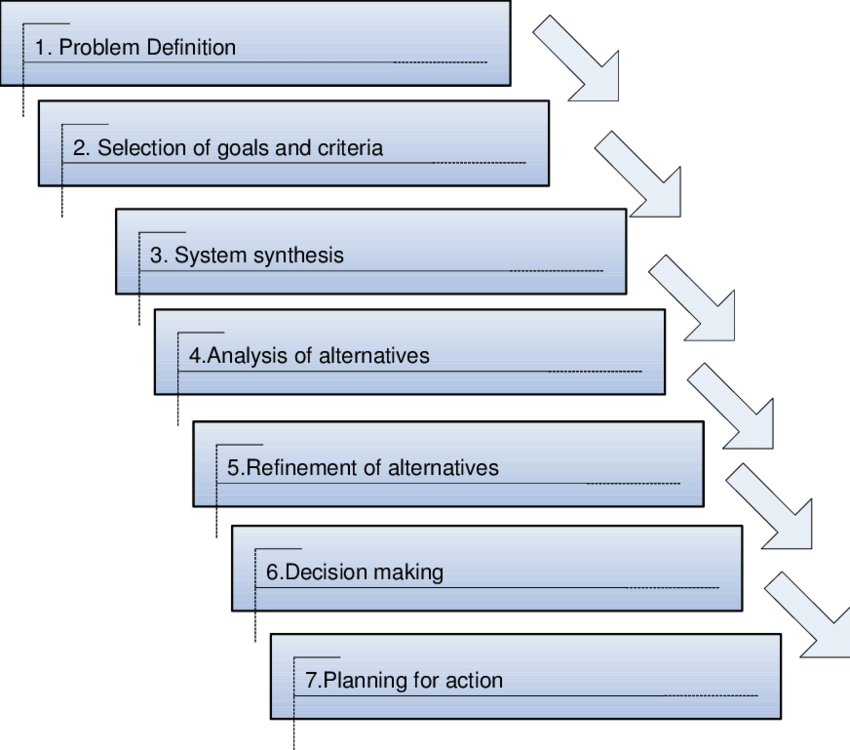 1. Problem Definition
2. Selection of goals and criteria
3. System synthesis
4.Analysis of alternatives
5.Refinement of alternatives
6.Decision making
7.Planning for action